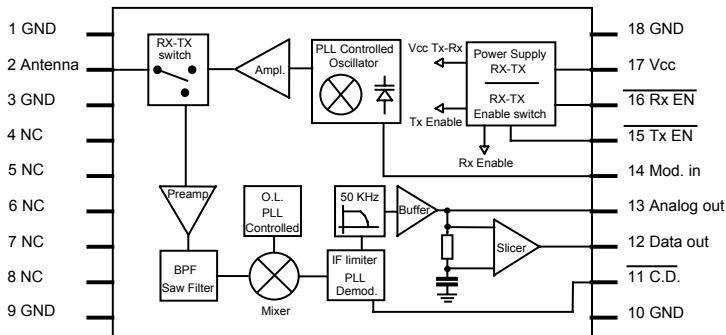 1 GND
2 Antenna
3 GND
4 NC
5 NC
6 NC
7 NC
8 NC
9 GND
RX-TX
switch
Ampl.
PLL Controlled
Oscillator
Vcc Tx-Rx
Tx Enable
Power Supply
RX-TX
RX-TX
Enable switch
Rx Enable
Preamp.
BPF
Saw Filter
O.L.
PLL
Controlled
Mixer
50 KHz
IF limiter
PLL
Demod.
Buffer
Slicer
18 GND
17 Vcc
16 Rx EN
15 Tx EN
14 Mod. in
13 Analog out
12 Data out
11 C.D.
10 GND